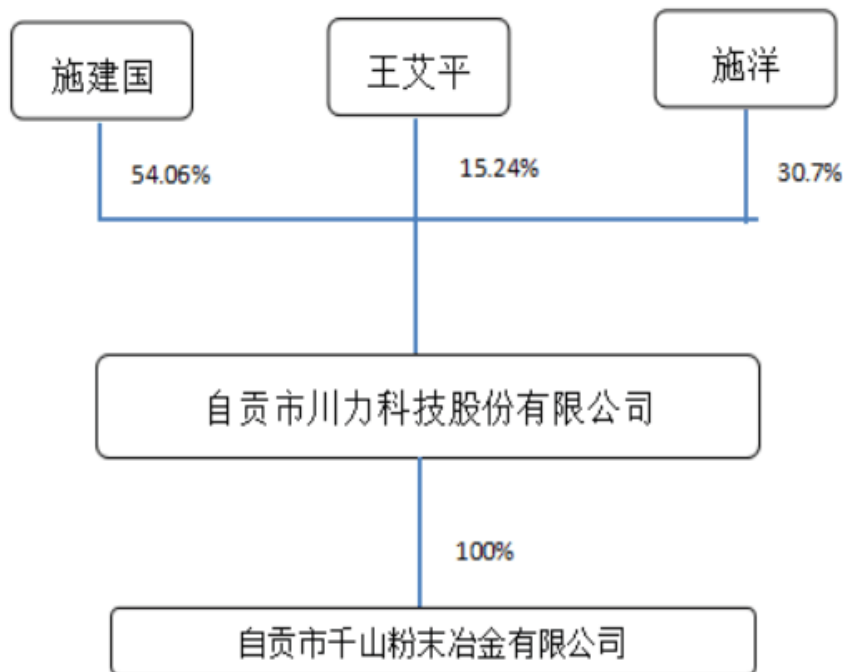 施建国
王艾平
施洋
54.06%
15.24%
30.7%
自贡市川力科技股份有限公司
100%
自贡市千山粉末冶金有限公司